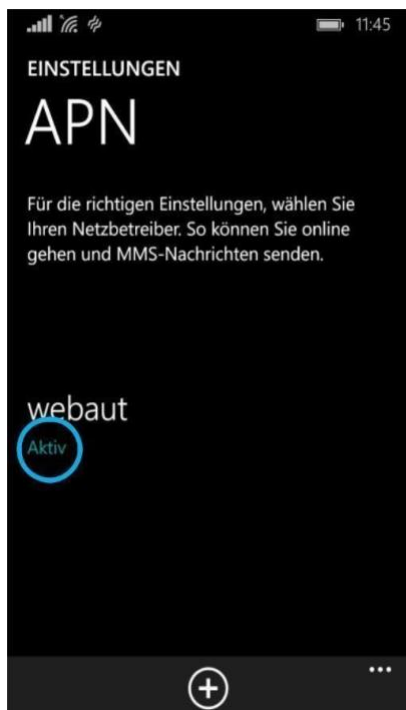 11:45
EINSTELLUNGEN
APN
Für die richtigen Einstellungen, wählen Sie
Ihren Netzbetreiber. So können Sie online
gehen und MMS-Nachrichten senden.
webaut
Aktiv